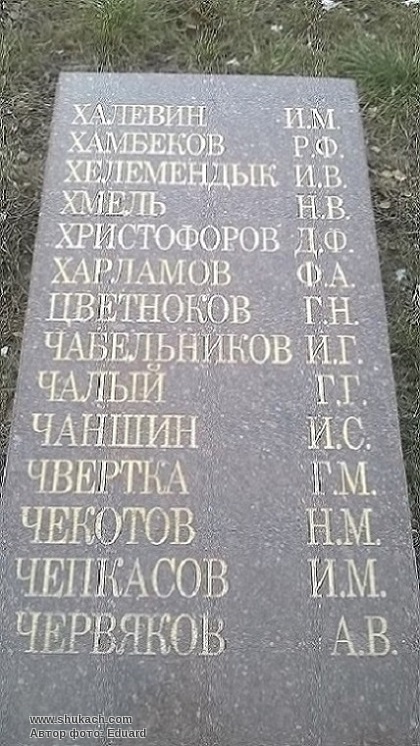 ХАЛЕВИН И.М.
ХАМБЕКОВ Р.Ф.
ХЕЛЕМЕНДЫК И.В.
ХМЕЛЬ Н.В.
ХРИСТОФОРОВ Д.Ф.
ХАРЛАМОВ Ф.А.
ЦВЕТНОКОВ Г.Н.
ЧАБЕЛЬНИКОВ И.Г.
ЧАЛЫЙ Г.Г.
ЧАНШИН И.С.
ЧВЕРТКА Г.М.
ЧЕКОТОВ Н.М.
ЧЕПКАСОВ И.М.
ЧЕРВЯКОВ А.В.
www.shukach.com
Автор фото: Eduard